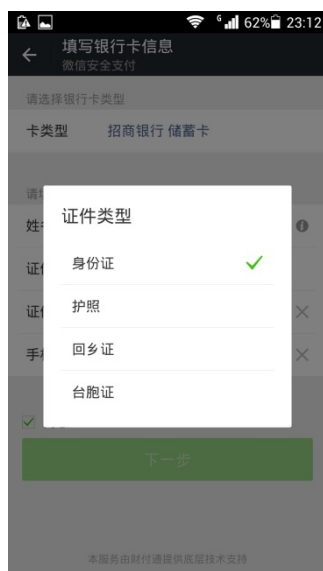 62% 23:12
填写银行卡信息
微信安全支付
请选择银行卡类型
卡类型 招商银行 储蓄卡
证件类型
身份证
护照
回乡证
台胞证
下一步
本服务由财付通提供底层技术支持